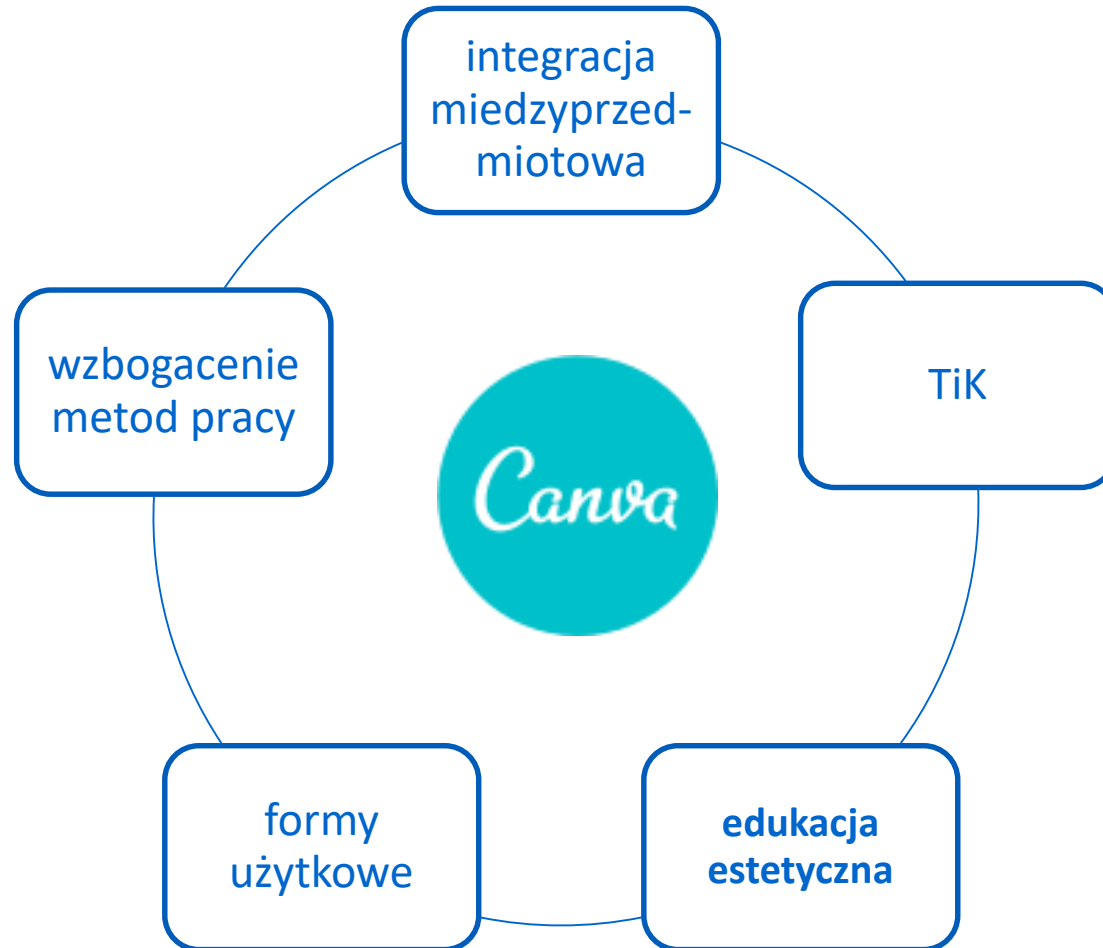 integracja
miedzyprzed-
miotowa
wzbogacenie
metod pracy
TiK
Canva
formy
użytkowe
edukacja
estetyczna